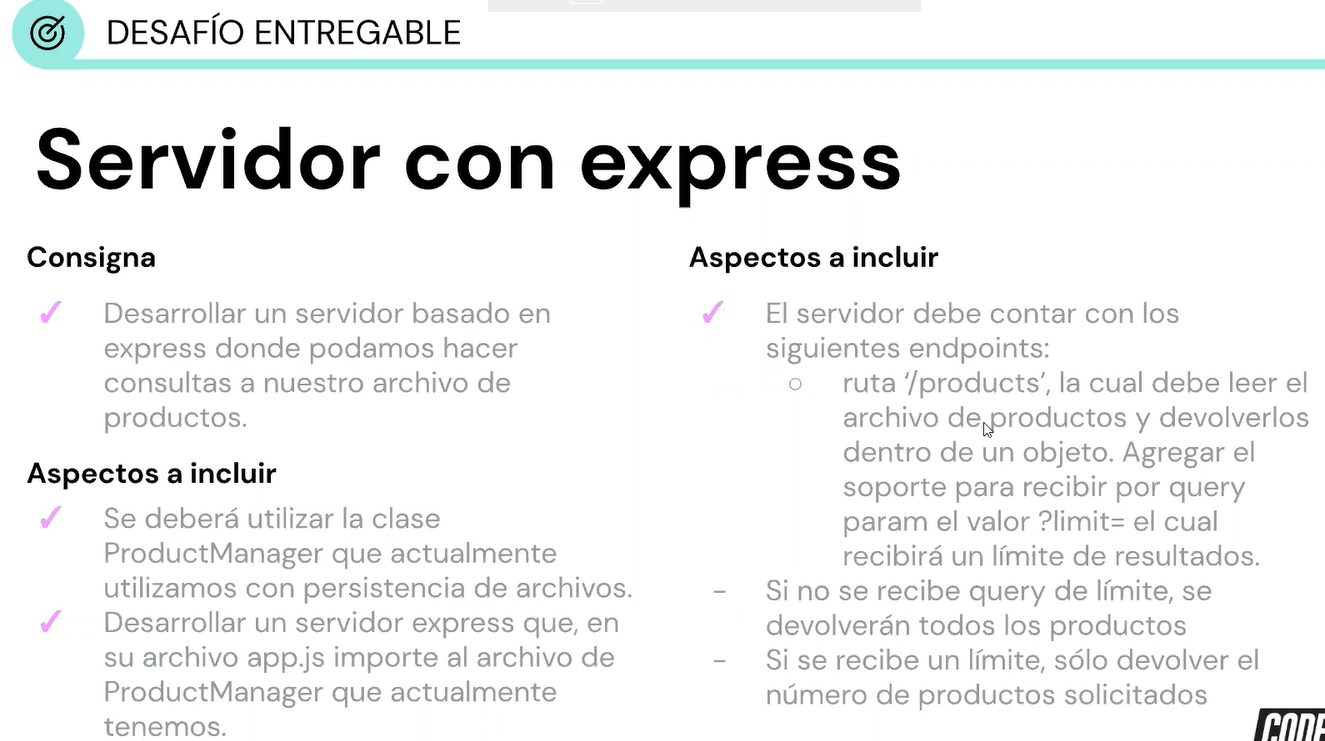 DESAFÍO ENTREGABLE
Servidor con express
Consigna
✓ Desarrollar un servidor basado en
express donde podamos hacer
consultas a nuestro archivo de
productos.
Aspectos a incluir
✓ Se deberá utilizar la clase
ProductManager que actualmente
utilizamos con persistencia de archivos.
✓ Desarrollar un servidor express que, en
su archivo app.js importe al archivo de
ProductManager que actualmente
tenemos.
Aspectos a incluir
✓ El servidor debe contar con los
siguientes endpoints:
○ ruta ‘/products’, la cual debe leer el
archivo de productos y devolverlos
dentro de un objeto. Agregar el
soporte para recibir por query
param el valor ?limit= el cual
recibirá un límite de resultados.
- Si no se recibe query de límite, se
devolverán todos los productos
- Si se recibe un límite, sólo devolver el
número de productos solicitados
CODE